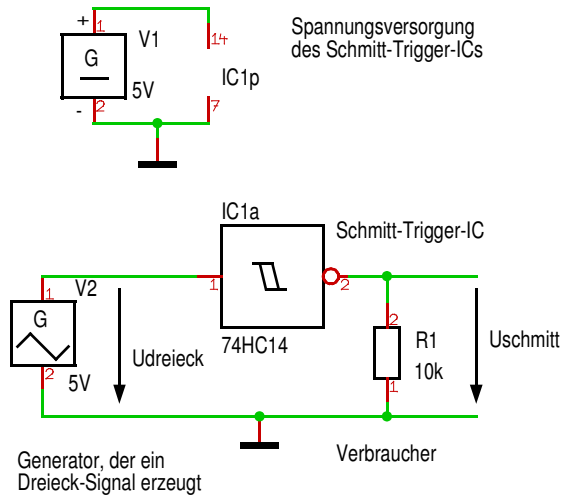 +
1
V1
G
5V
2
-
14
IC1p
7
Spannungsversorgung
des Schmitt-Trigger-ICs
IC1a
Schmitt-Trigger-IC
1
2
74HC14
1
V2
G
2
5V
Udreieck
2
R1
10k
1
Uschmitt
Verbraucher
Generator, der ein
Dreieck-Signal erzeugt